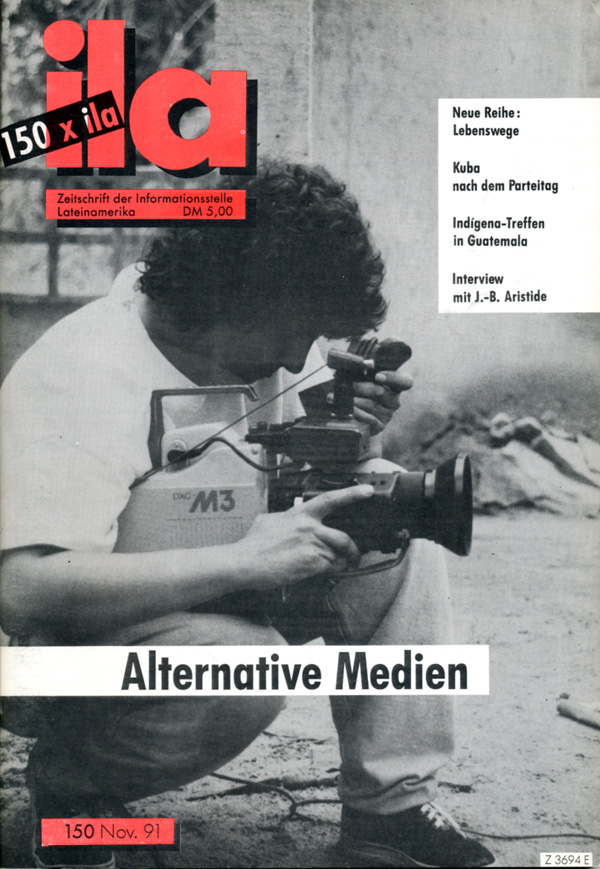 ila
150 x ila
Zeitschrift der Informationsstelle
Lateinamerika DM 5,00
Neue Reihe:
Lebenswege
Kuba
nach dem Parteitag
Indígena-Treffen
in Guatemala
Interview
mit J.-B. Aristide
DXC
M3
Alternative Medien
150 Nov. 91
Z 3694 E